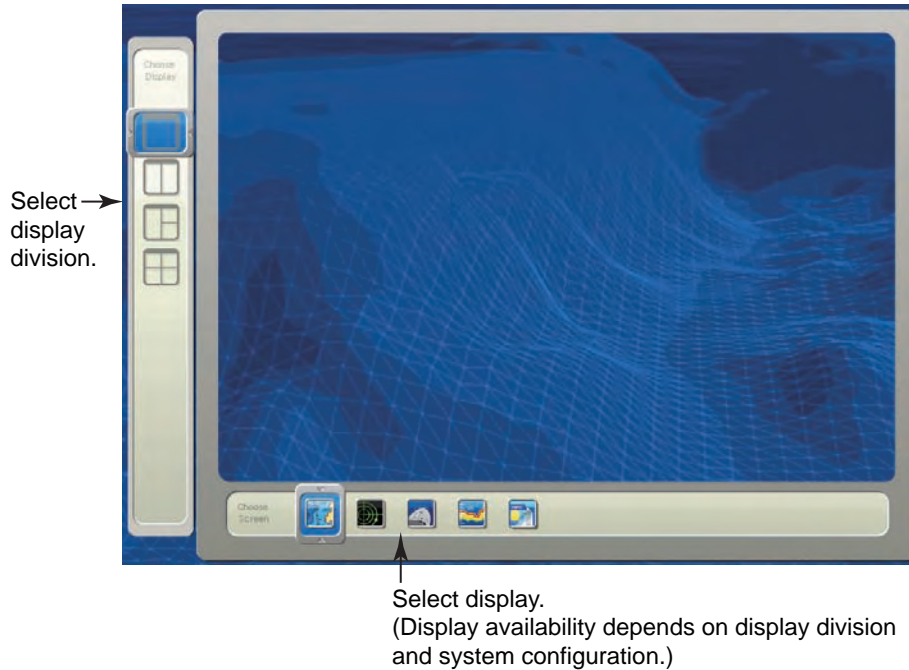 Choose
Display
Select
display
division.
Choose
Screen
Select display.
(Display availability depends on display division
and system configuration.)